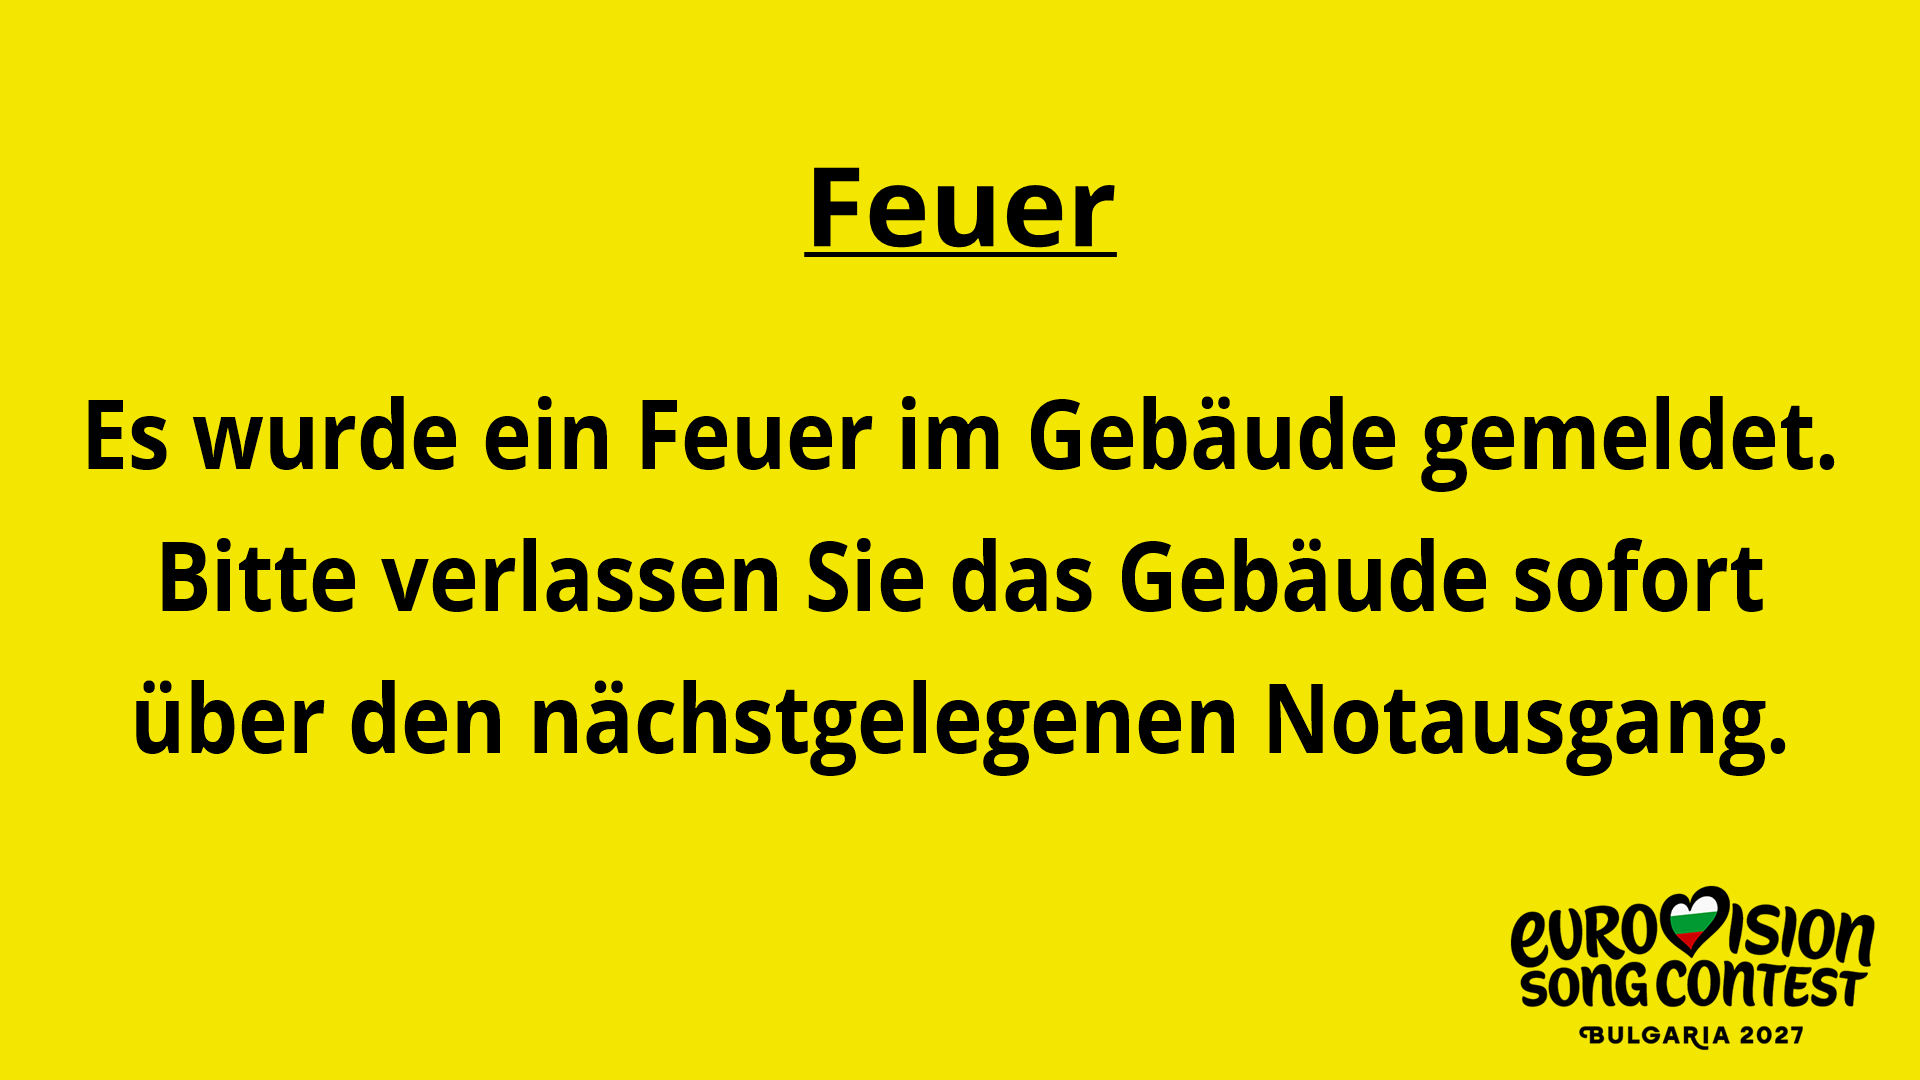 Feuer
Es wurde ein Feuer im Gebäude gemeldet.
Bitte verlassen Sie das Gebäude sofort
über den nächstgelegenen Notausgang.
EUROVISION
SONG CONTEST
BULGARIA 2027